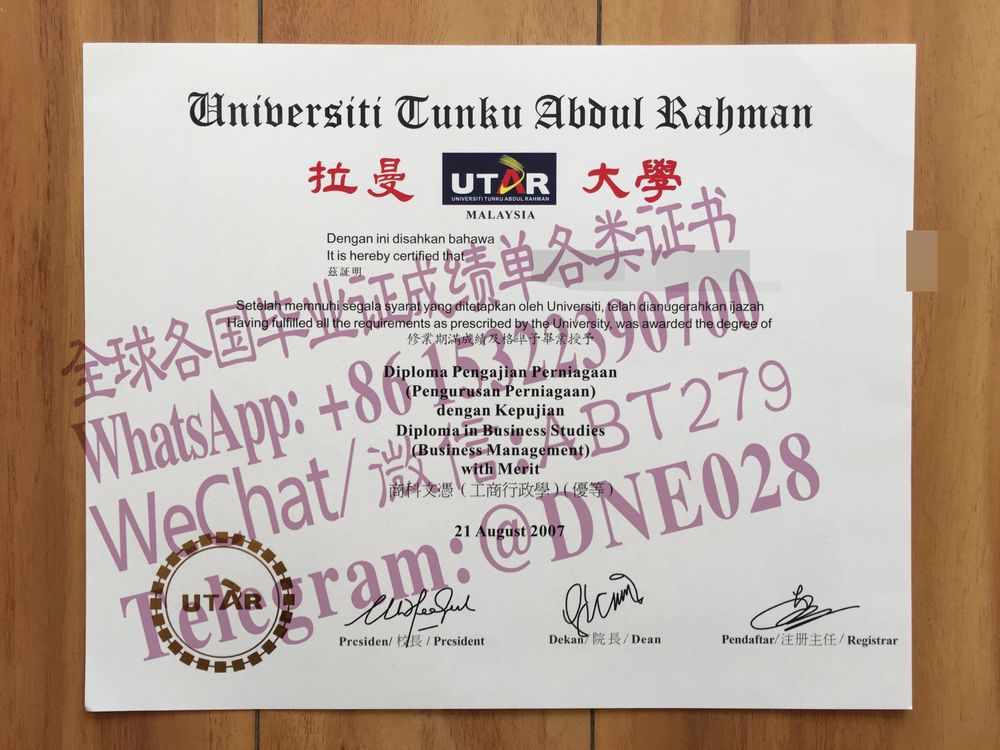 Universiti Tunku Abdul Rahman
拉曼 UTAR 大學
UNIVERSITI TUNKU ABDUL RAHMAN
MALAYSIA
Dengan ini disahkan bahawa
It is hereby certified that
茲証明
Setelah memnuhi segala syarat yang ditetapkan oleh Universiti, telah dianugerahkan ijazah
Having fulfilled all the requirements as prescribed by the University, was awarded the degree of
修業期滿成績及格準予畢業授予
Diploma Pengajian Perniagaan
(Pengurusan Perniagaan)
dengan Kepujian
Diploma in Business Studies
(Business Management)
with Merit
商科文憑(工商行政學)(優等)
21 August 2007
UTAR
Presiden/ 校長 / President
Dekan/ 院長 / Dean
Pendaftar/注册主任/ Registrar
全球各国毕业证成绩单各类证书
WhatsApp: +86 15322390700
WeChat/微信:ABT279
Telegram:@DNE028